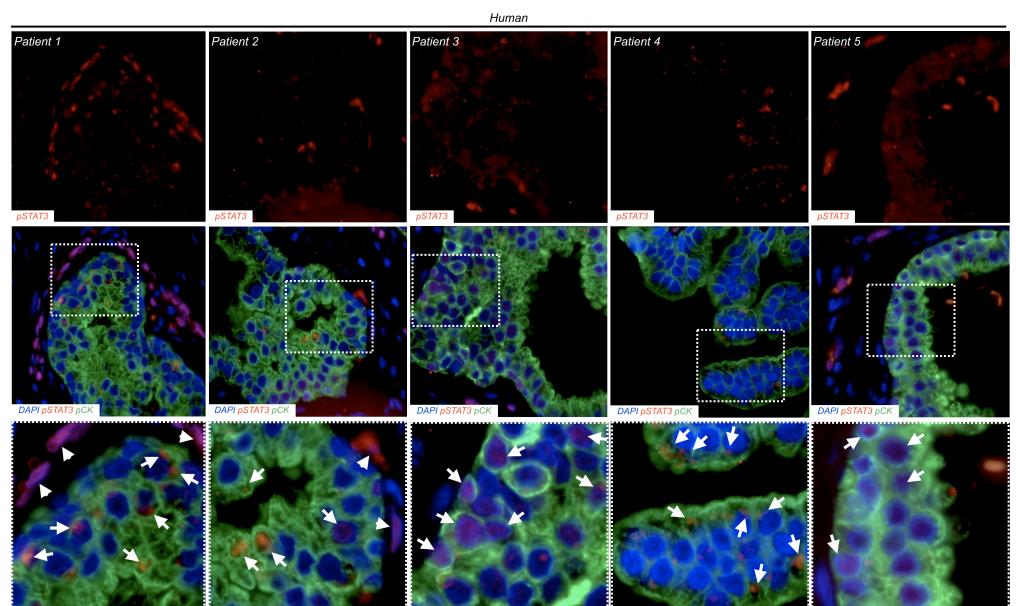 Human
Patient 1 Patient 2 Patient 3 Patient 4 Patient 5
pSTAT3 pSTAT3 pSTAT3 pSTAT3 pSTAT3
DAPI pSTAT3 pCK DAPI pSTAT3 pCK DAPI pSTAT3 pCK DAPI pSTAT3 pCK DAPI pSTAT3 pCK